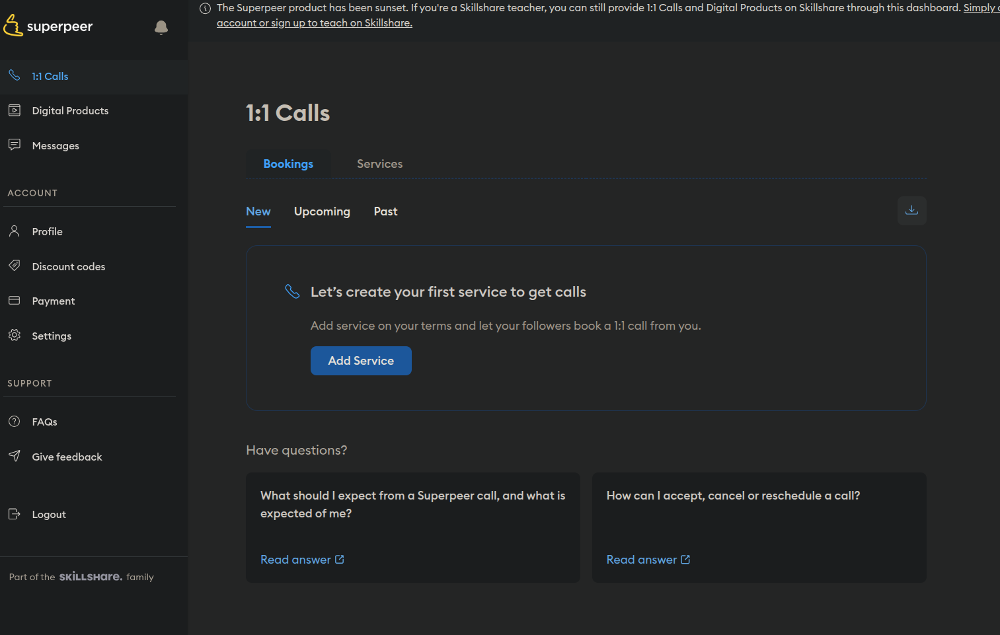 superpeer
The Superpeer product has been sunset. If you're a Skillshare teacher, you can still provide 1:1 Calls and Digital Products on Skillshare through this dashboard. Simply
account or sign up to teach on Skillshare.
1:1 Calls
Digital Products
Messages
ACCOUNT
Profile
Discount codes
Payment
Settings
SUPPORT
FAQs
Give feedback
Logout
Part of the SKILLSHARE. family
1:1 Calls
Bookings Services
New Upcoming Past
Let's create your first service to get calls
Add service on your terms and let your followers book a 1:1 call from you.
Add Service
Have questions?
What should I expect from a Superpeer call, and what is
expected of me?
Read answer
How can I accept, cancel or reschedule a call?
Read answer